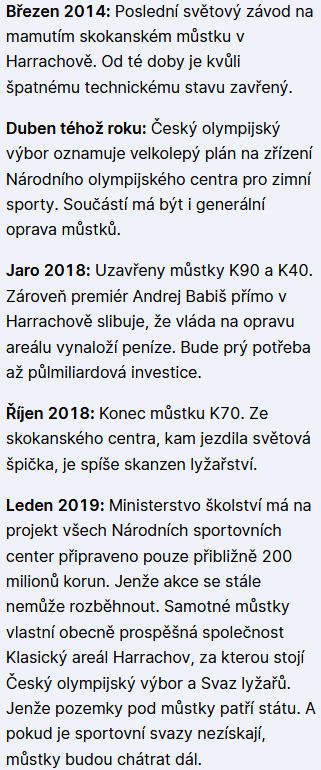 Březen 2014: Poslední světový závod na
mamutím skokanském můstku v
Harrachově. Od té doby je kvůli
špatnému technickému stavu zavřený.
Duben téhož roku: Český olympijský
výbor oznamuje velkolepý plán na zřízení
Národního olympijského centra pro zimní
sporty. Součástí má být i generální
oprava můstků.
Jaro 2018: Uzavřeny můstky K90 a K40.
Zároveň premiér Andrej Babiš přímo v
Harrachově slibuje, že vláda na opravu
areálu vynaloží peníze. Bude prý potřeba
až půlmiliardová investice.
Říjen 2018: Konec můstku K70. Ze
skokanského centra, kam jezdila světová
špička, je spíše skanzen lyžařství.
Leden 2019: Ministerstvo školství má na
projekt všech Národních sportovních
center připraveno pouze přibližně 200
milionů korun. Jenže akce se stále
nemůže rozběhnout. Samotné můstky
vlastní obecně prospěšná společnost
Klasický areál Harrachov, za kterou stojí
Český olympijský výbor a Svaz lyžařů.
Jenže pozemky pod můstky patří státu. A
pokud je sportovní svazy nezískají,
můstky budou chátrat dál.